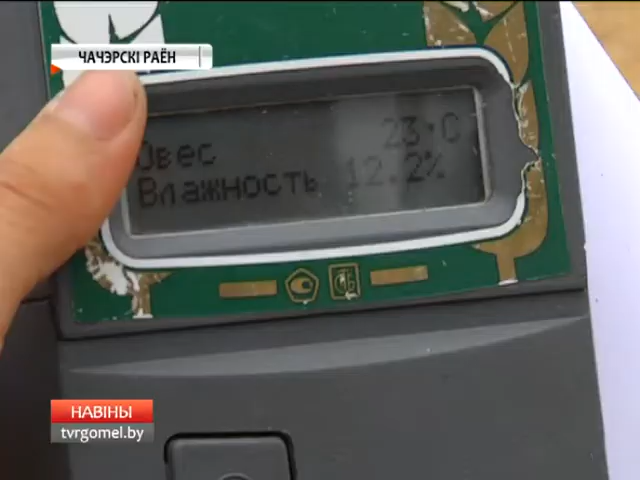 ЧАЧЭРСКІ РАЁН
Овес 23°C
Влажность 12.2%
НАВІНЫ
tvrgomel.by